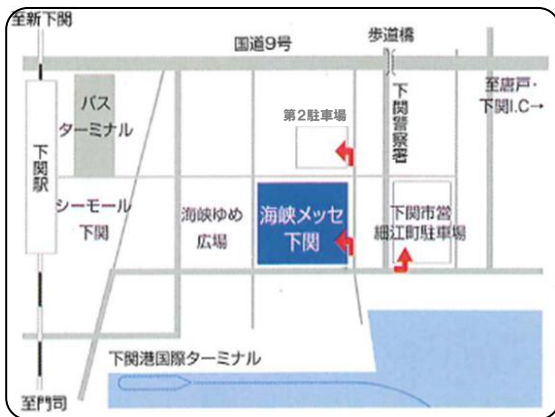 至新下関
国道9号
歩道橋
バス
ターミナル
第2駐車場
至唐戸・
下関I.C→
下関警察署
下関駅
シーモール
下関
海峡ゆめ
広場
海峡メッセ
下関
下関市営
細江町駐車場
下関港国際ターミナル
至門司